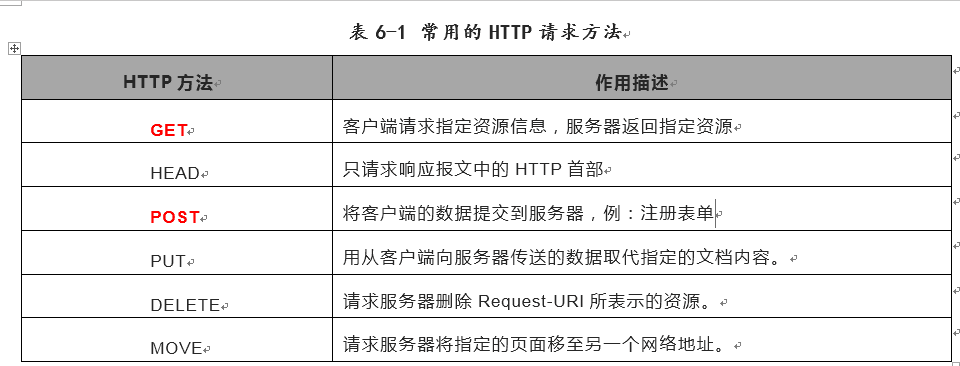 表 6-1 常用的 HTTP 请求方法
HTTP 方法 作用描述
GET 客户端请求指定资源信息，服务器返回指定资源
HEAD 只请求响应报文中的 HTTP 首部
POST 将客户端的数据提交到服务器，例：注册表单
PUT 用从客户端向服务器传送的数据取代指定的文档内容。
DELETE 请求服务器删除 Request-URI 所表示的资源。
MOVE 请求服务器将指定的页面移至另一个网络地址。